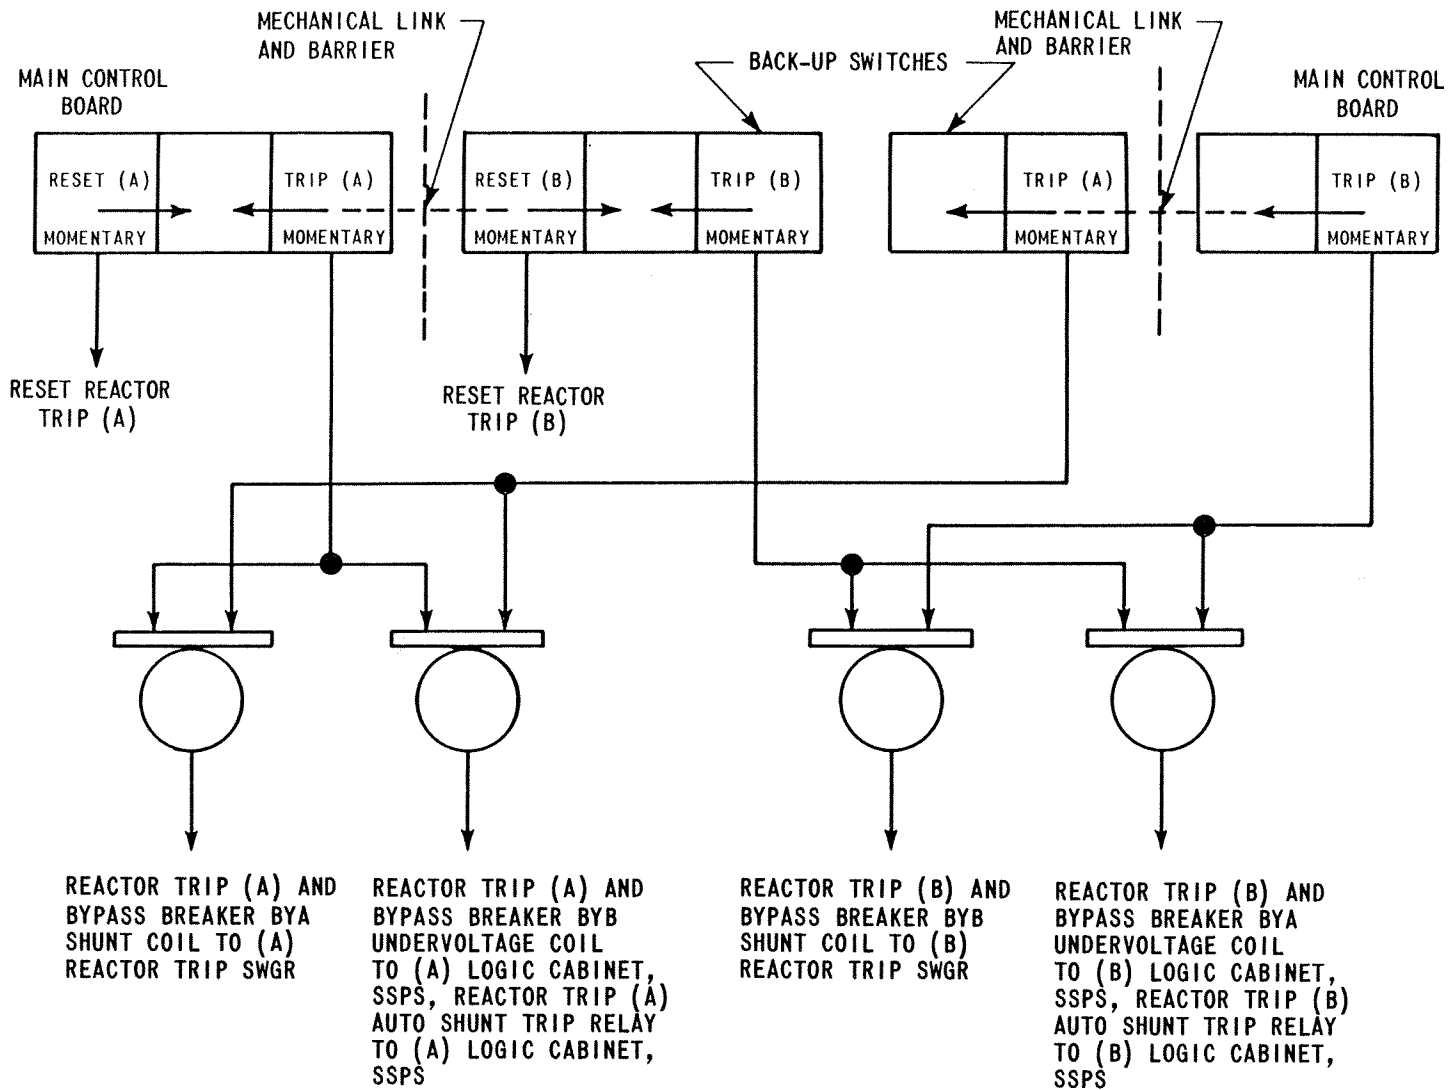 MECHANICAL LINK
AND BARRIER
MECHANICAL LINK
AND BARRIER
BACK-UP SWITCHES
MAIN CONTROL
BOARD
MAIN CONTROL
BOARD
RESET (A)
TRIP (A)
RESET (B)
TRIP (B)
TRIP (A)
TRIP (B)
MOMENTARY
MOMENTARY
MOMENTARY
MOMENTARY
MOMENTARY
MOMENTARY
RESET REACTOR
TRIP (A)
RESET REACTOR
TRIP (B)
REACTOR TRIP (A) AND
BYPASS BREAKER BYA
SHUNT COIL TO (A)
REACTOR TRIP SWGR
REACTOR TRIP (A) AND
BYPASS BREAKER BYB
UNDERVOLTAGE COIL
TO (A) LOGIC CABINET,
SSPS, REACTOR TRIP (A)
AUTO SHUNT TRIP RELAY
TO (A) LOGIC CABINET,
SSPS
REACTOR TRIP (B) AND
BYPASS BREAKER BYB
SHUNT COIL TO (B)
REACTOR TRIP SWGR
REACTOR TRIP (B) AND
BYPASS BREAKER BYA
UNDERVOLTAGE COIL
TO (B) LOGIC CABINET,
SSPS, REACTOR TRIP (B)
AUTO SHUNT TRIP RELAY
TO (B) LOGIC CABINET,
SSPS